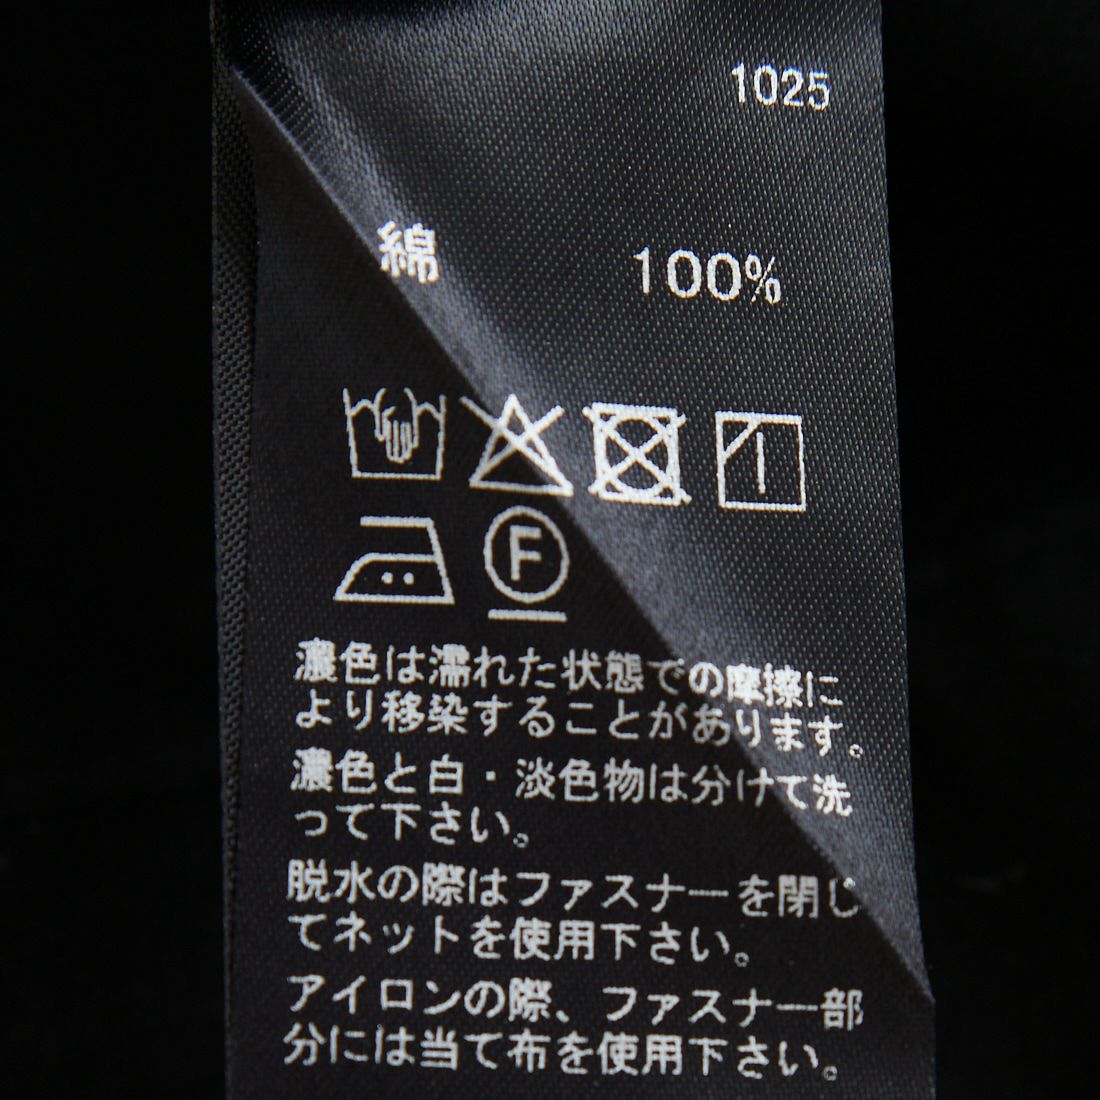 1025
綿 100%
F
濃色は濡れた状態での摩擦に
より移染することがあります。
濃色と白・淡色物は分けて洗
って下さい。
脱水の際はファスナーを閉じ
てネットを使用下さい。
アイロンの際、ファスナー部
分には当て布を使用下さい。